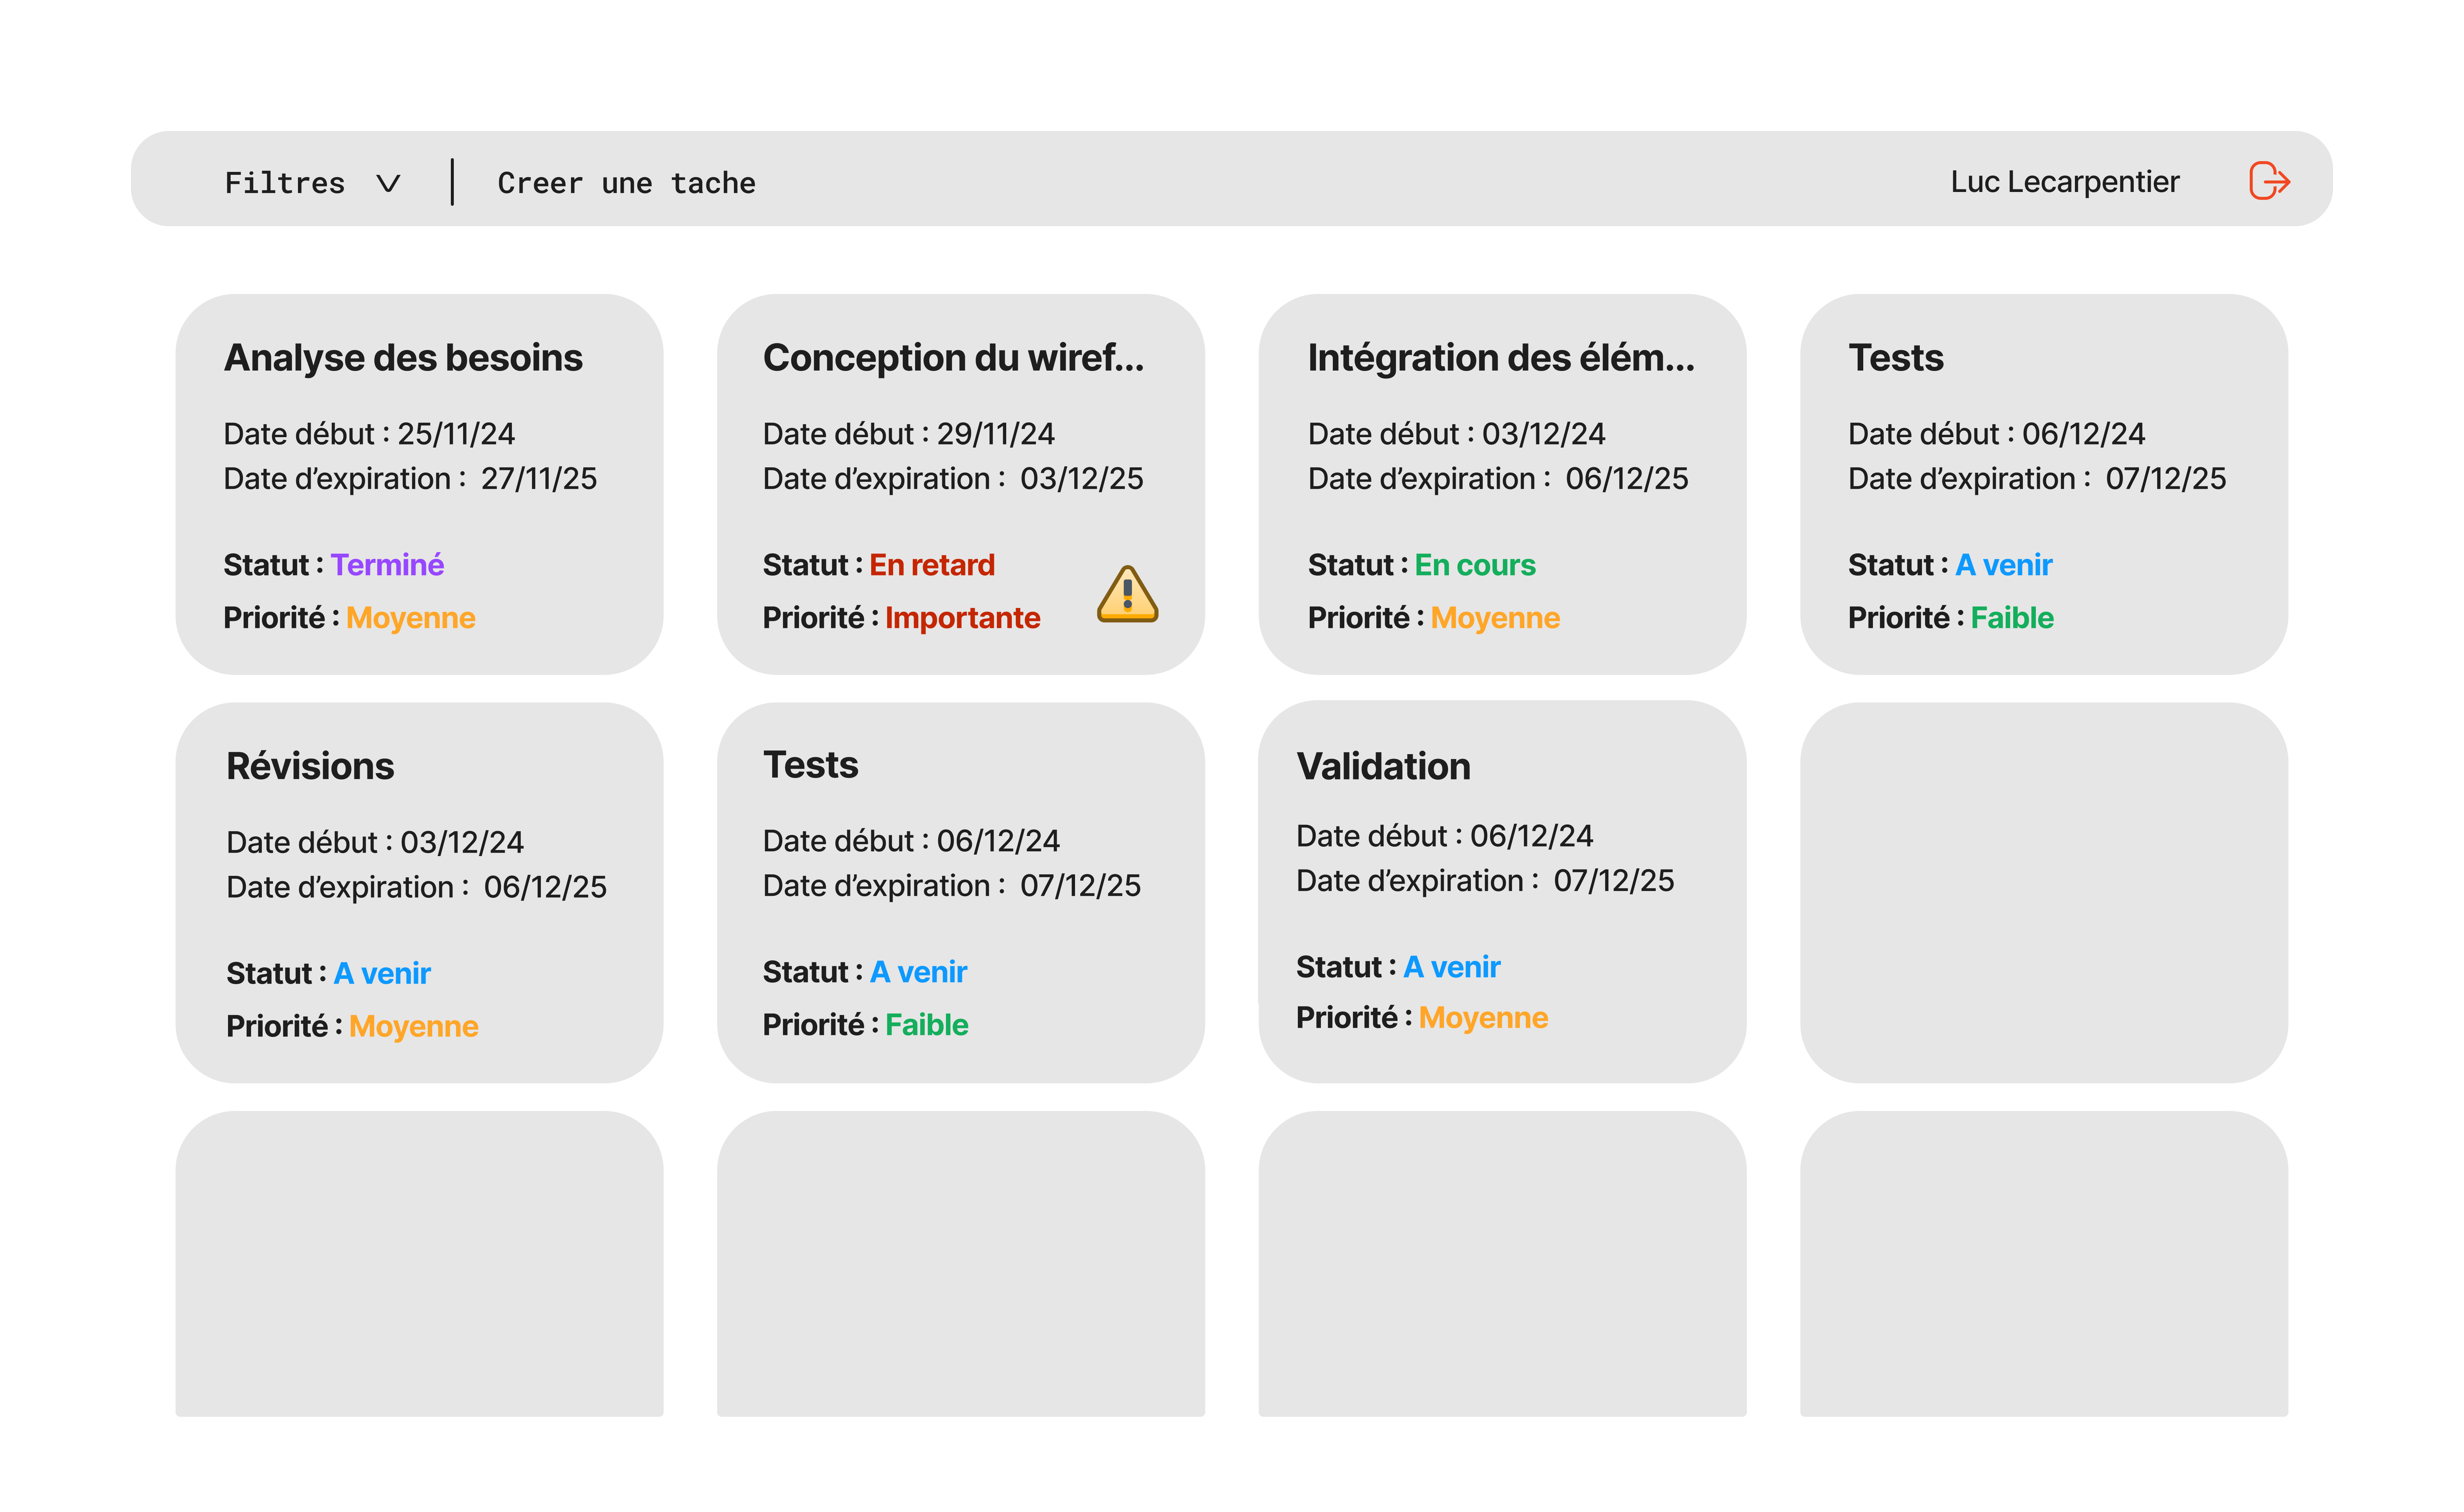 Filtres
Creer une tache
Luc Lecarpentier
Analyse des besoins
Date début : 25/11/24
Date d’expiration :  27/11/25
Statut : Terminé
Priorité : Moyenne
Conception du wiref...
Date début : 29/11/24
Date d’expiration :  03/12/25
Statut : En retard
Priorité : Importante
Intégration des élém...
Date début : 03/12/24
Date d’expiration :  06/12/25
Statut : En cours
Priorité : Moyenne
Tests
Date début : 06/12/24
Date d’expiration :  07/12/25
Statut : A venir
Priorité : Faible
Révisions
Date début : 03/12/24
Date d’expiration :  06/12/25
Statut : A venir
Priorité : Moyenne
Tests
Date début : 06/12/24
Date d’expiration :  07/12/25
Statut : A venir
Priorité : Faible
Validation
Date début : 06/12/24
Date d’expiration :  07/12/25
Statut : A venir
Priorité : Moyenne